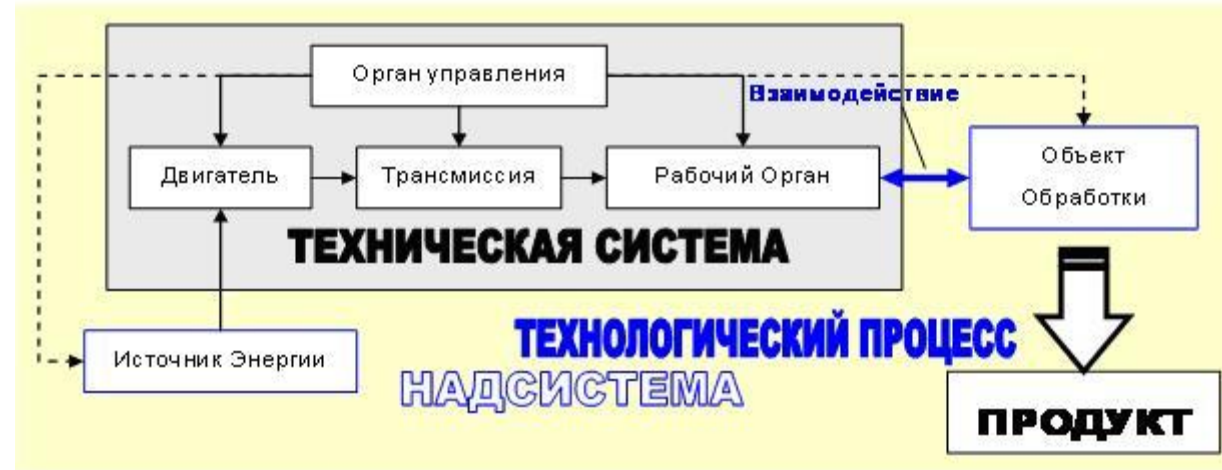 Орган управления
Взаимодействие
Двигатель
Трансмиссия
Рабочий Орган
Объект
Обработки
ТЕХНИЧЕСКАЯ СИСТЕМА
ТЕХНОЛОГИЧЕСКИЙ ПРОЦЕСС
Источник Энергии
НАДСИСТЕМА
ПРОДУКТ